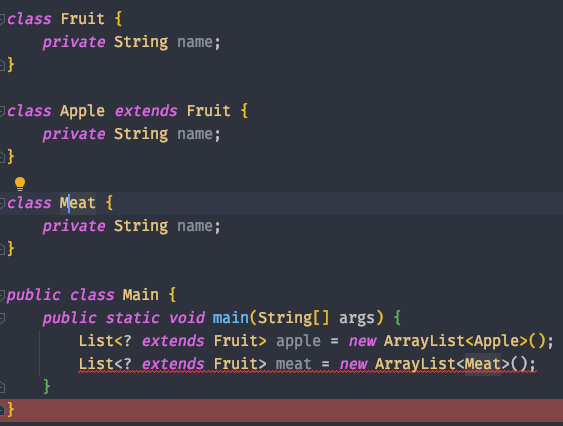 class Fruit {
    private String name;
}
class Apple extends Fruit {
    private String name;
}
class Meat {
    private String name;
}
public class Main {
    public static void main(String[] args) {
        List<? extends Fruit> apple = new ArrayList<Apple>();
        List<? extends Fruit> meat = new ArrayList<Meat>();
    }
}